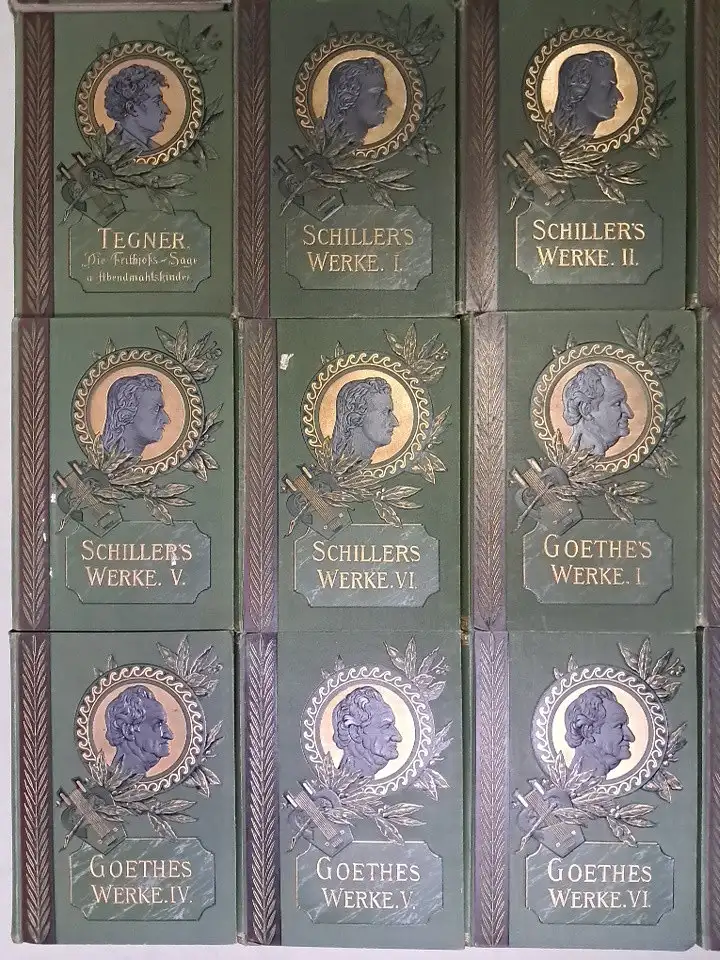 TEGNER.
Die Frithjofs-Sage
u. Abendmahlskinder.
SCHILLER'S
WERKE. I.
SCHILLER'S
WERKE. II.
SCHILLER'S
WERKE. V.
SCHILLERS
WERKE. VI.
GOETHE'S
WERKE. I.
GOETHES
WERKE. IV.
GOETHES
WERKE. V.
GOETHES
WERKE. VI.